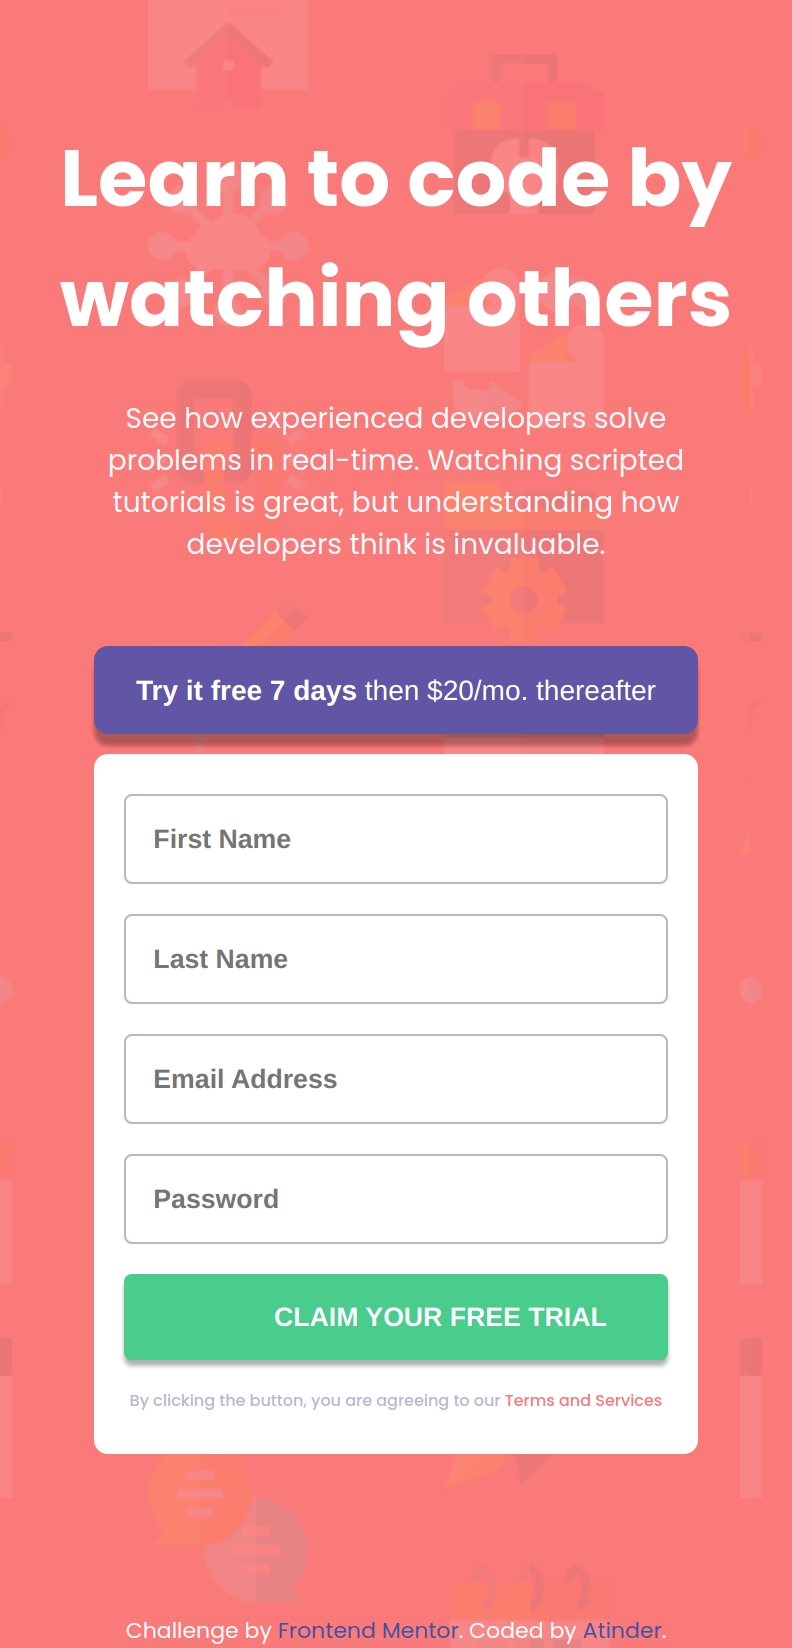 Learn to code by
watching others
See how experienced developers solve
problems in real-time. Watching scripted
tutorials is great, but understanding how
developers think is invaluable.
Try it free 7 days then $20/mo. thereafter
First Name
Last Name
Email Address
Password
CLAIM YOUR FREE TRIAL
By clicking the button, you are agreeing to our Terms and Services
Challenge by Frontend Mentor. Coded by Atinder.